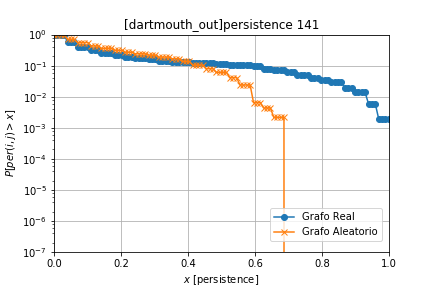 [dartmouth_out]persistence 141
P[per(i, j) > x]
10^0
10^-1
10^-2
10^-3
10^-4
10^-5
10^-6
10^-7
Grafo Real
Grafo Aleatorio
0.0 0.2 0.4 0.6 0.8 1.0
x [persistence]